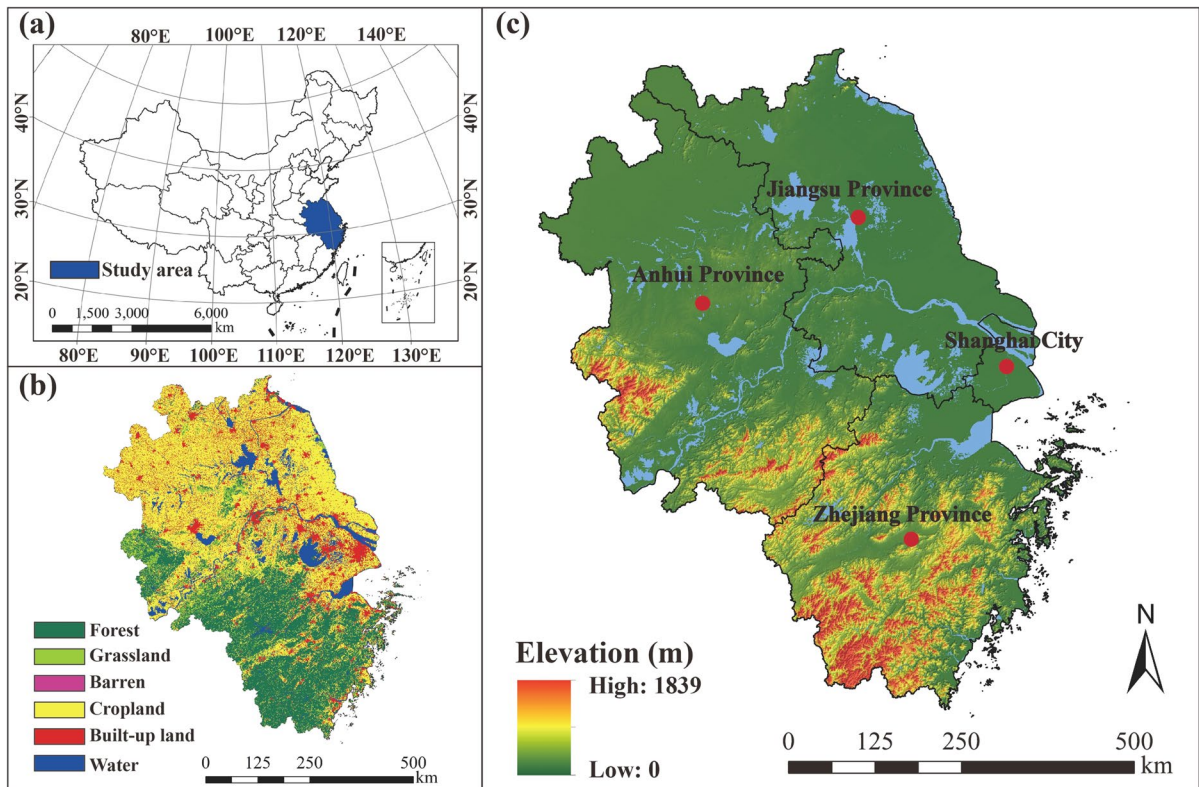 (a)
80°E 100°E 120°E 140°E
40°N 40°N
30°N 30°N
20°N 20°N
Study area
0 1,500 3,000 6,000
km
80°E 90°E 100°E 110°E 120°E 130°E
(b)
Forest
Grassland
Barren
Cropland
Built-up land
Water
0 125 250 500
km
(c)
Jiangsu Province
Anhui Province
Shanghai City
Zhejiang Province
N
Elevation (m)
High: 1839
Low: 0
0 125 250 500
km